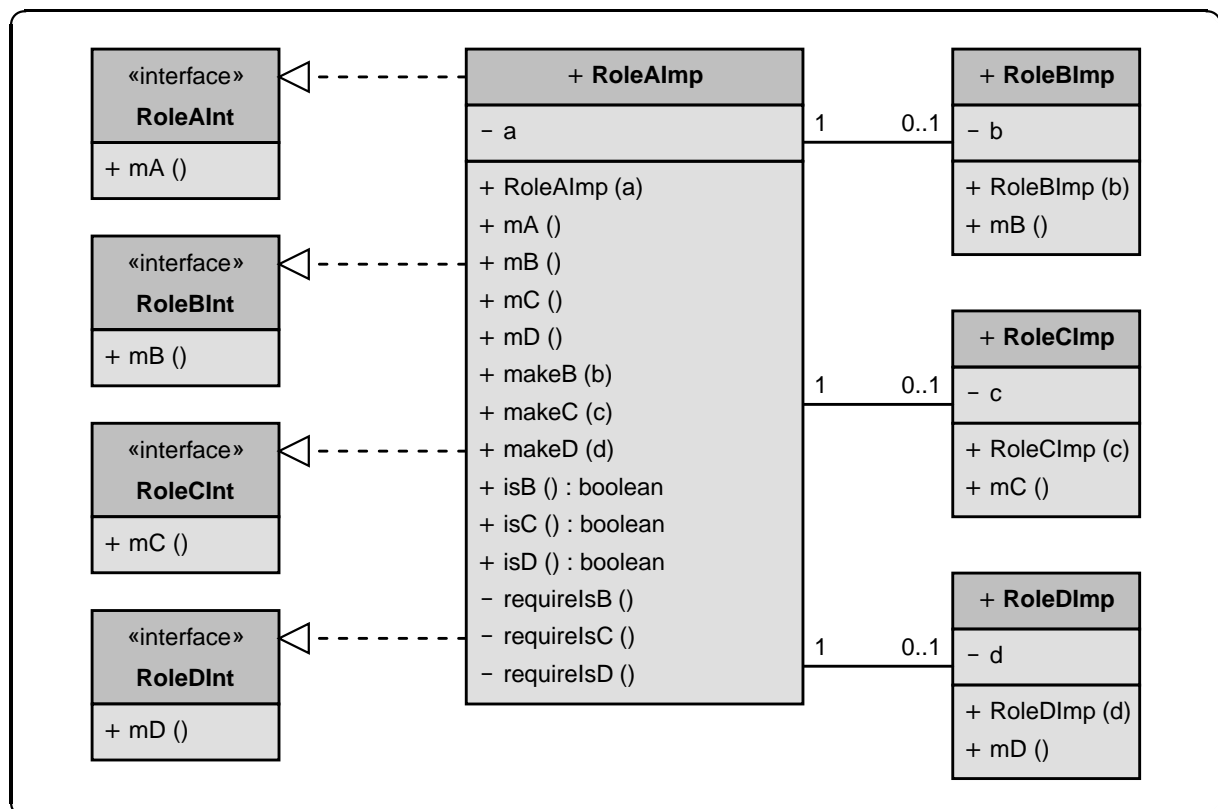 «interface»
RoleAInt
+ mA ()
«interface»
RoleBInt
+ mB ()
«interface»
RoleCInt
+ mC ()
«interface»
RoleDInt
+ mD ()
+ RoleAImp
- a
+ RoleAImp (a)
+ mA ()
+ mB ()
+ mC ()
+ mD ()
+ makeB (b)
+ makeC (c)
+ makeD (d)
+ isB () : boolean
+ isC () : boolean
+ isD () : boolean
- requireIsB ()
- requireIsC ()
- requireIsD ()
1 0..1
1 0..1
1 0..1
+ RoleBImp
- b
+ RoleBImp (b)
+ mB ()
+ RoleCImp
- c
+ RoleCImp (c)
+ mC ()
+ RoleDImp
- d
+ RoleDImp (d)
+ mD ()